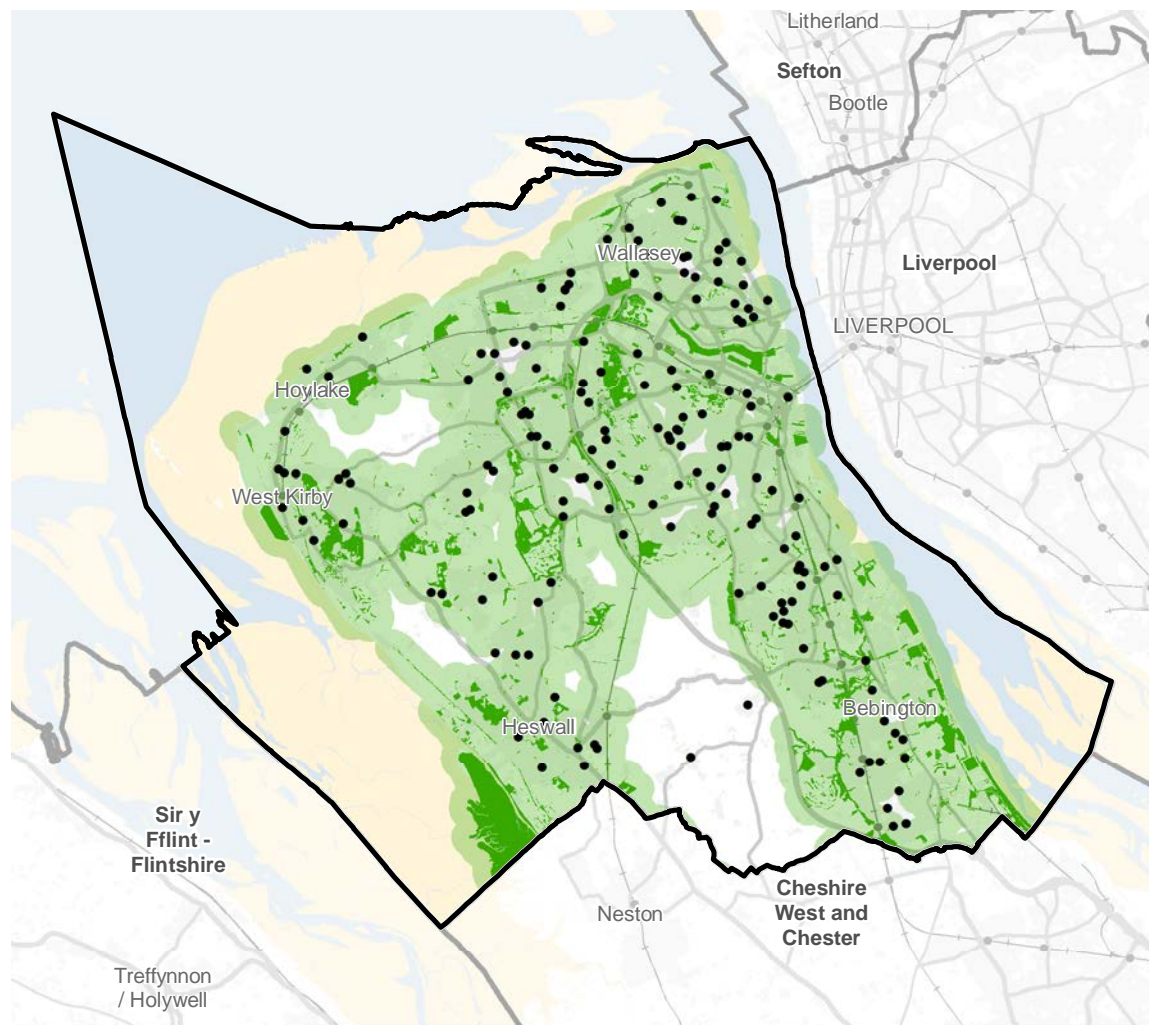 Litherland
Sefton
Bootle
Wallasey
Liverpool
LIVERPOOL
Hoylake
West Kirby
Bebington
Heswall
Sir y
Fflint -
Flintshire
Cheshire
West and
Chester
Neston
Treffynnon
/ Holywell